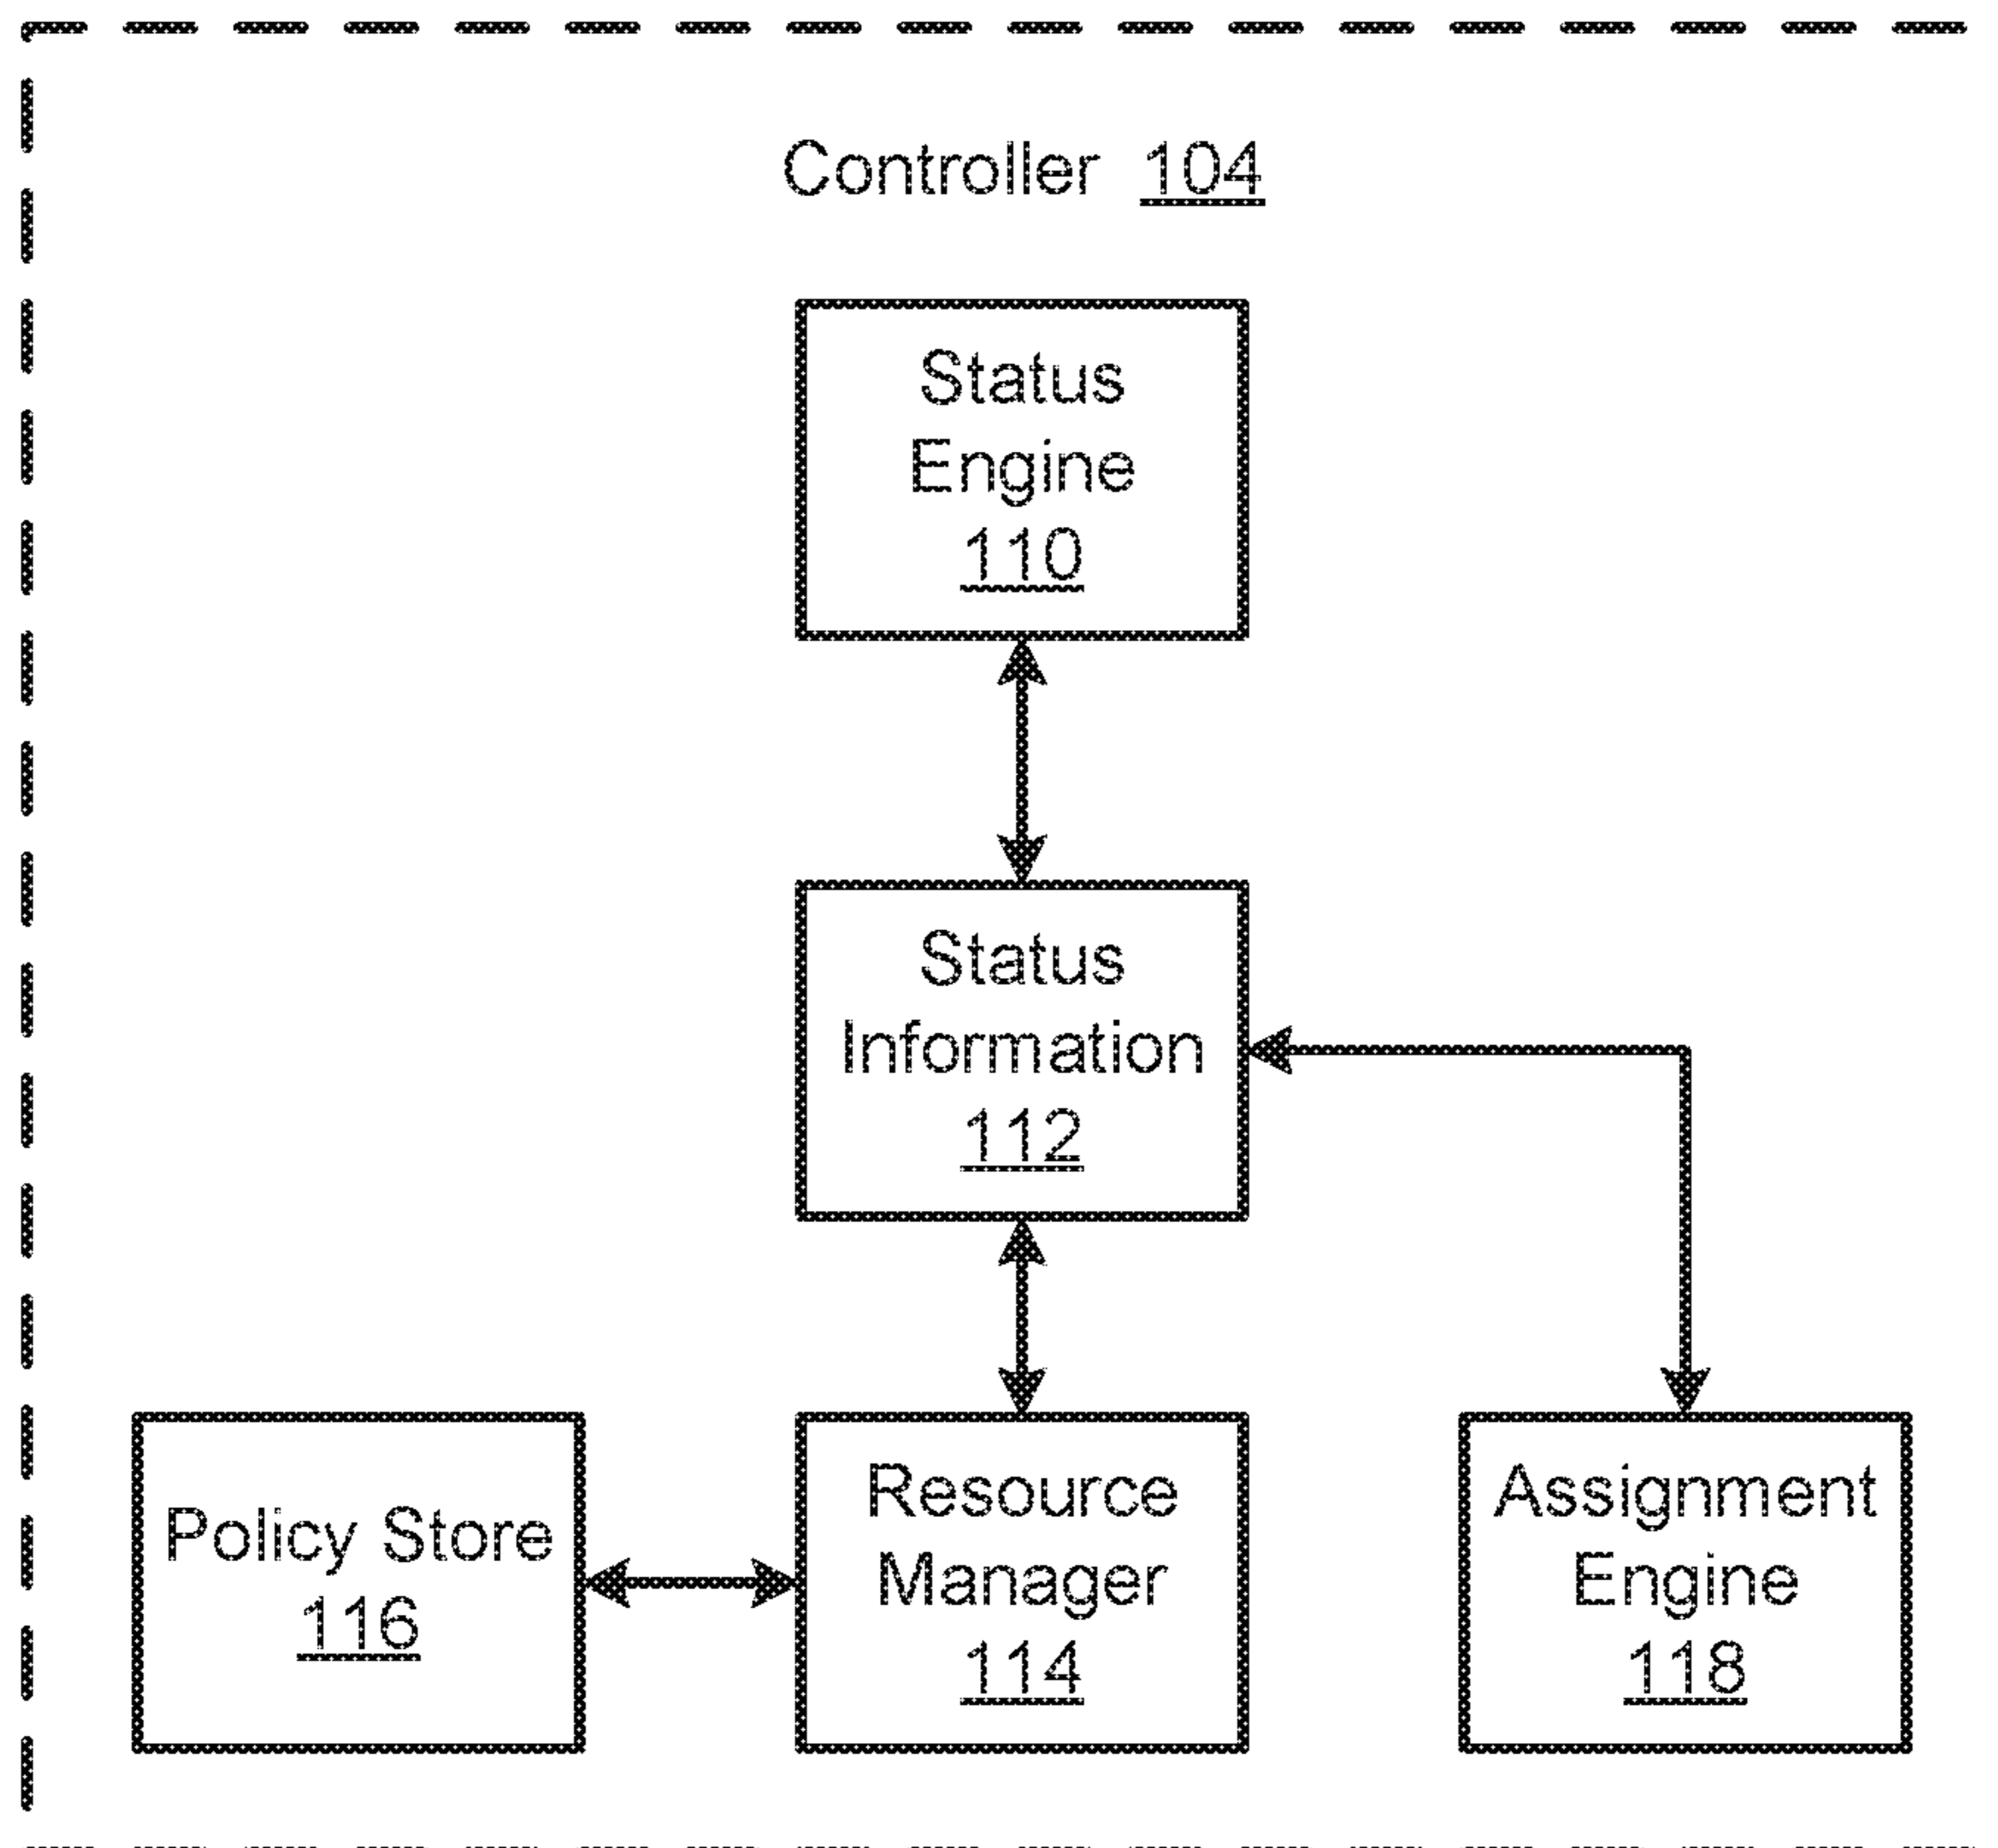 Controller 104
Status
Engine
110
Status
Information
112
Policy Store
116
Resource
Manager
114
Assignment
Engine
118